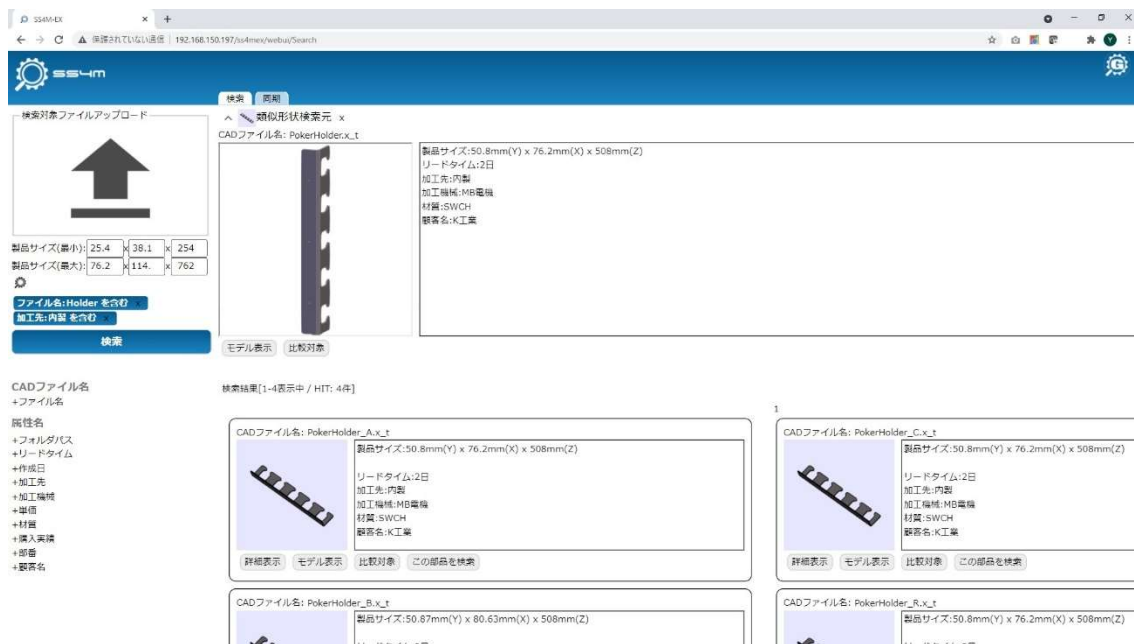 SS4M-EX
保護されていない通信 | 192.168.150.197/ss4mex/webui/Search
Y
ss4m
G
検索 同期
検索対象ファイルアップロード
製品サイズ(最小): 25.4 x 38.1 x 254
製品サイズ(最大): 76.2 x 114. x 762
ファイル名:Holder を含む x
加工先:内製 を含む x
検索
CADファイル名
+ファイル名
属性名
+フォルダパス
+リードタイム
+作成日
+加工先
+加工機械
+単価
+材質
+購入実績
+部番
+顧客名
類似形状検索元 x
CADファイル名: PokerHolder.x_t
製品サイズ:50.8mm(Y) x 76.2mm(X) x 508mm(Z)
リードタイム:2日
加工先:内製
加工機械:MB電機
材質:SWCH
顧客名:K工業
モデル表示 比較対象
検索結果[1-4表示中 / HIT: 4件]
1
CADファイル名: PokerHolder_A.x_t
製品サイズ:50.8mm(Y) x 76.2mm(X) x 508mm(Z)
リードタイム:2日
加工先:内製
加工機械:MB電機
材質:SWCH
顧客名:K工業
詳細表示 モデル表示 比較対象 この部品を検索
CADファイル名: PokerHolder_C.x_t
製品サイズ:50.8mm(Y) x 76.2mm(X) x 508mm(Z)
リードタイム:2日
加工先:内製
加工機械:MB電機
材質:SWCH
顧客名:K工業
詳細表示 モデル表示 比較対象 この部品を検索
CADファイル名: PokerHolder_B.x_t
製品サイズ:50.87mm(Y) x 80.63mm(X) x 508mm(Z)
CADファイル名: PokerHolder_R.x_t
製品サイズ:50.8mm(Y) x 76.2mm(X) x 508mm(Z)